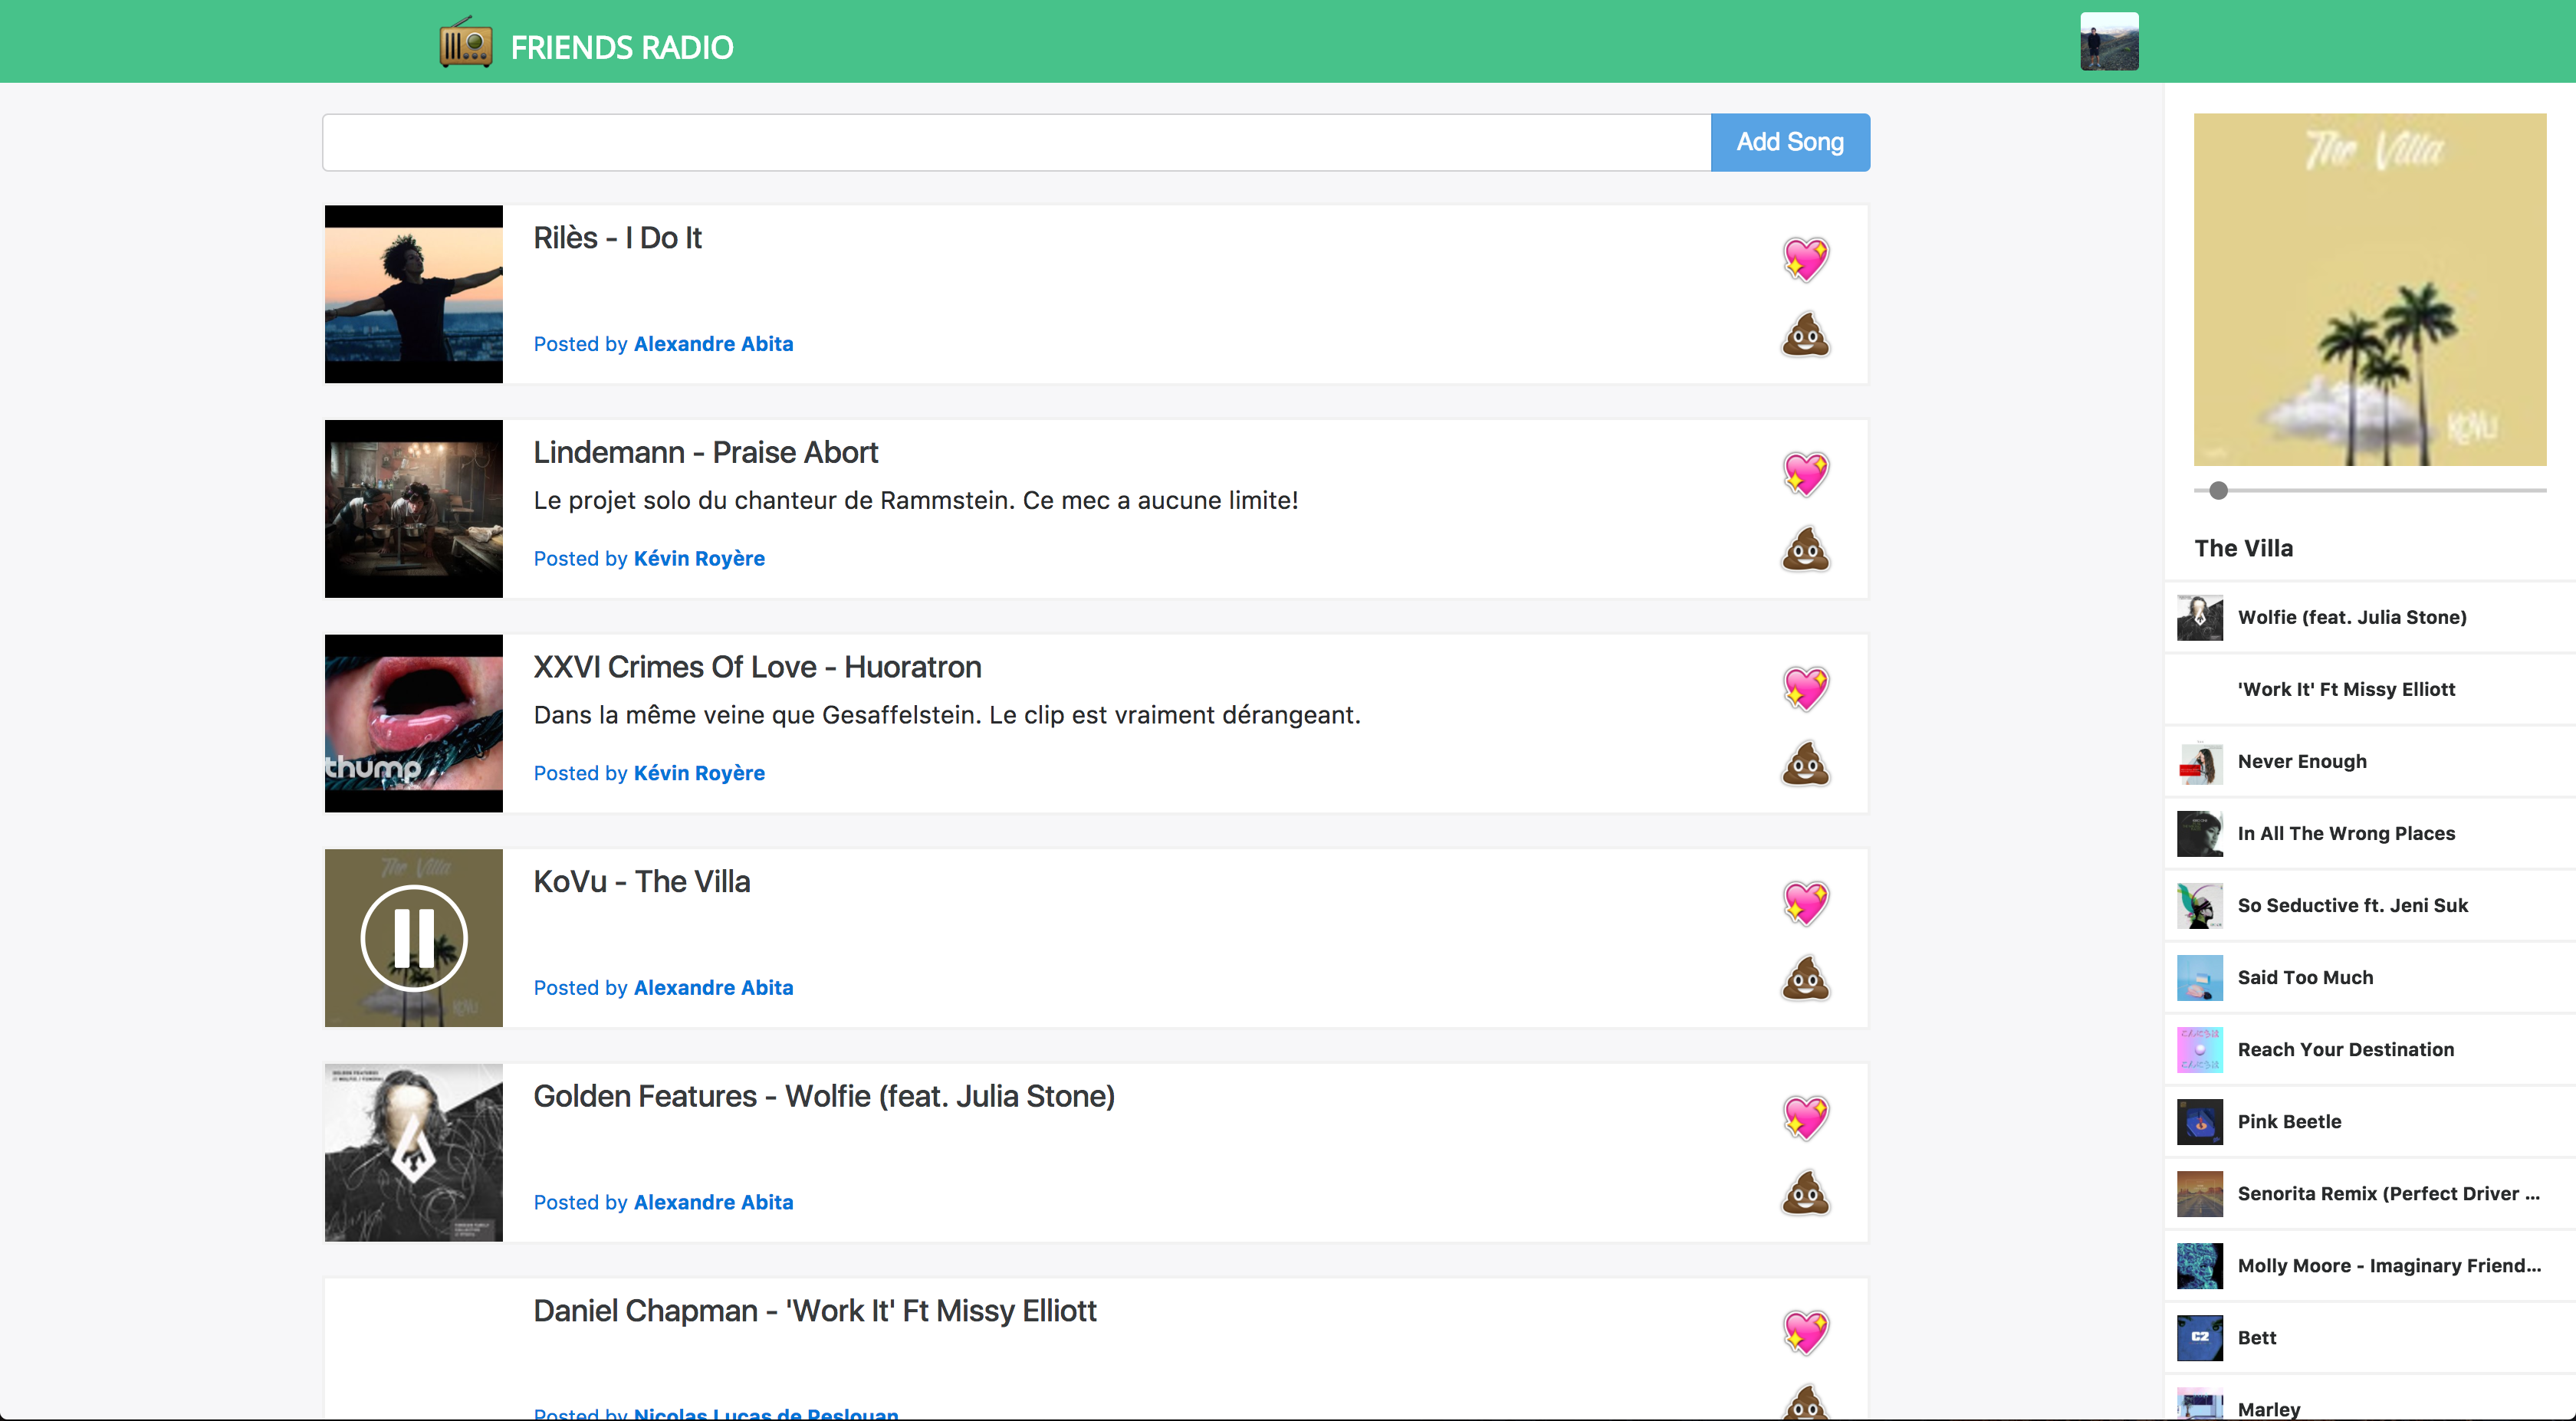 FRIENDS RADIO
Add Song
Rilès - I Do It
Posted by Alexandre Abita
Lindemann - Praise Abort
Le projet solo du chanteur de Rammstein. Ce mec a aucune limite!
Posted by Kévin Royère
XXVI Crimes Of Love - Huoratron
Dans la même veine que Gesaffelstein. Le clip est vraiment dérangeant.
Posted by Kévin Royère
thump
KoVu - The Villa
Posted by Alexandre Abita
The Villa
KOVU
Golden Features - Wolfie (feat. Julia Stone)
Posted by Alexandre Abita
Daniel Chapman - 'Work It' Ft Missy Elliott
Posted by Nicolas Lucas de Peslouan
The Villa
KOVU
The Villa
Wolfie (feat. Julia Stone)
'Work It' Ft Missy Elliott
Never Enough
In All The Wrong Places
So Seductive ft. Jeni Suk
Said Too Much
Reach Your Destination
Pink Beetle
Senorita Remix (Perfect Driver ...
Molly Moore - Imaginary Friend...
C2
Bett
Marley